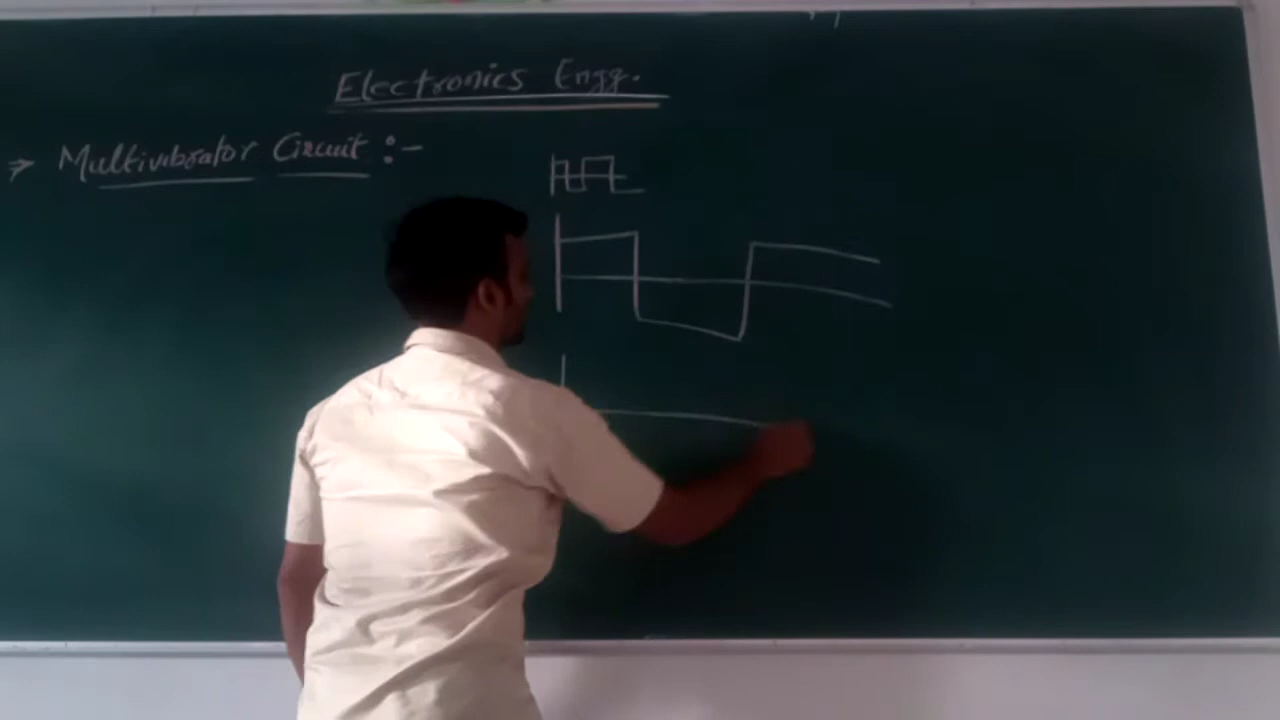 Electronics Engg.
⇒ Multivibrator Circuit :-